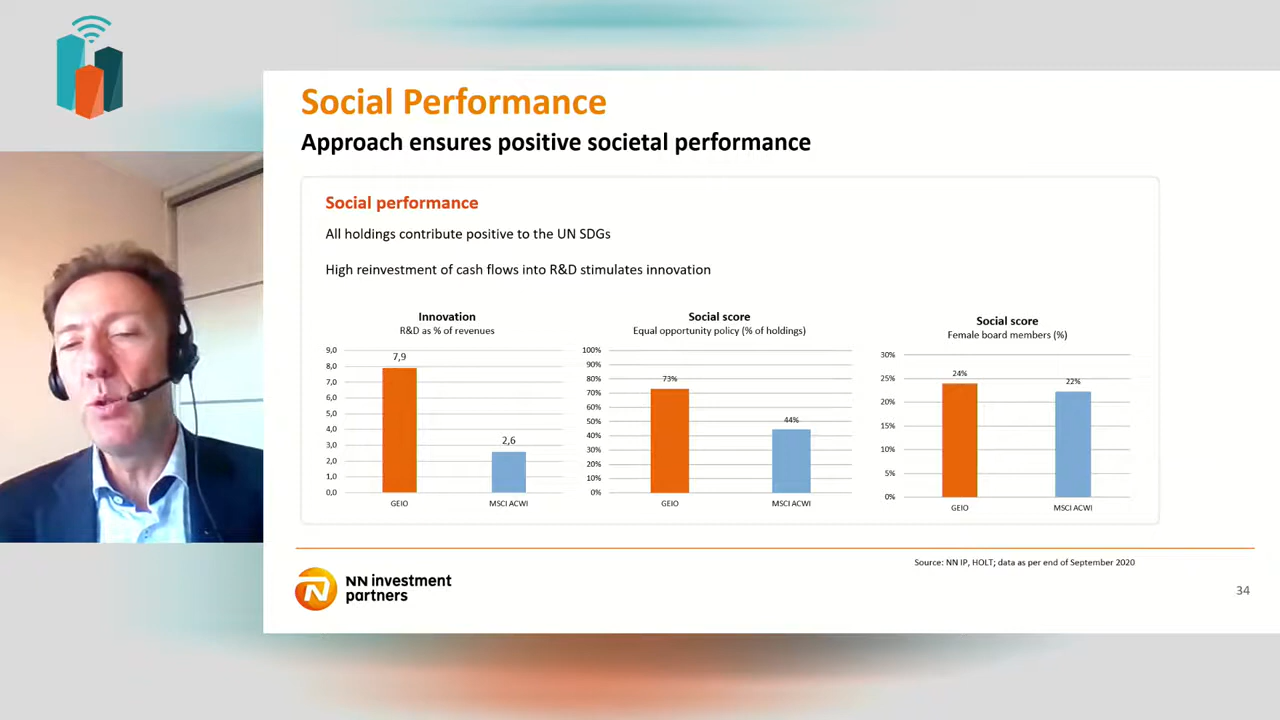 Social Performance
Approach ensures positive societal performance
Social performance
All holdings contribute positive to the UN SDGs
High reinvestment of cash flows into R&D stimulates innovation
Innovation
R&D as % of revenues
9,0
8,0
7,0
6,0
5,0
4,0
3,0
2,0
1,0
0,0
7,9
2,6
GEIO
MSCI ACWI
Social score
Equal opportunity policy (% of holdings)
100%
90%
80%
70%
60%
50%
40%
30%
20%
10%
0%
73%
44%
GEIO
MSCI ACWI
Social score
Female board members (%)
30%
25%
20%
15%
10%
5%
0%
24%
22%
GEIO
MSCI ACWI
Source: NN IP, HOLT; data as per end of September 2020
NN investment
partners
34